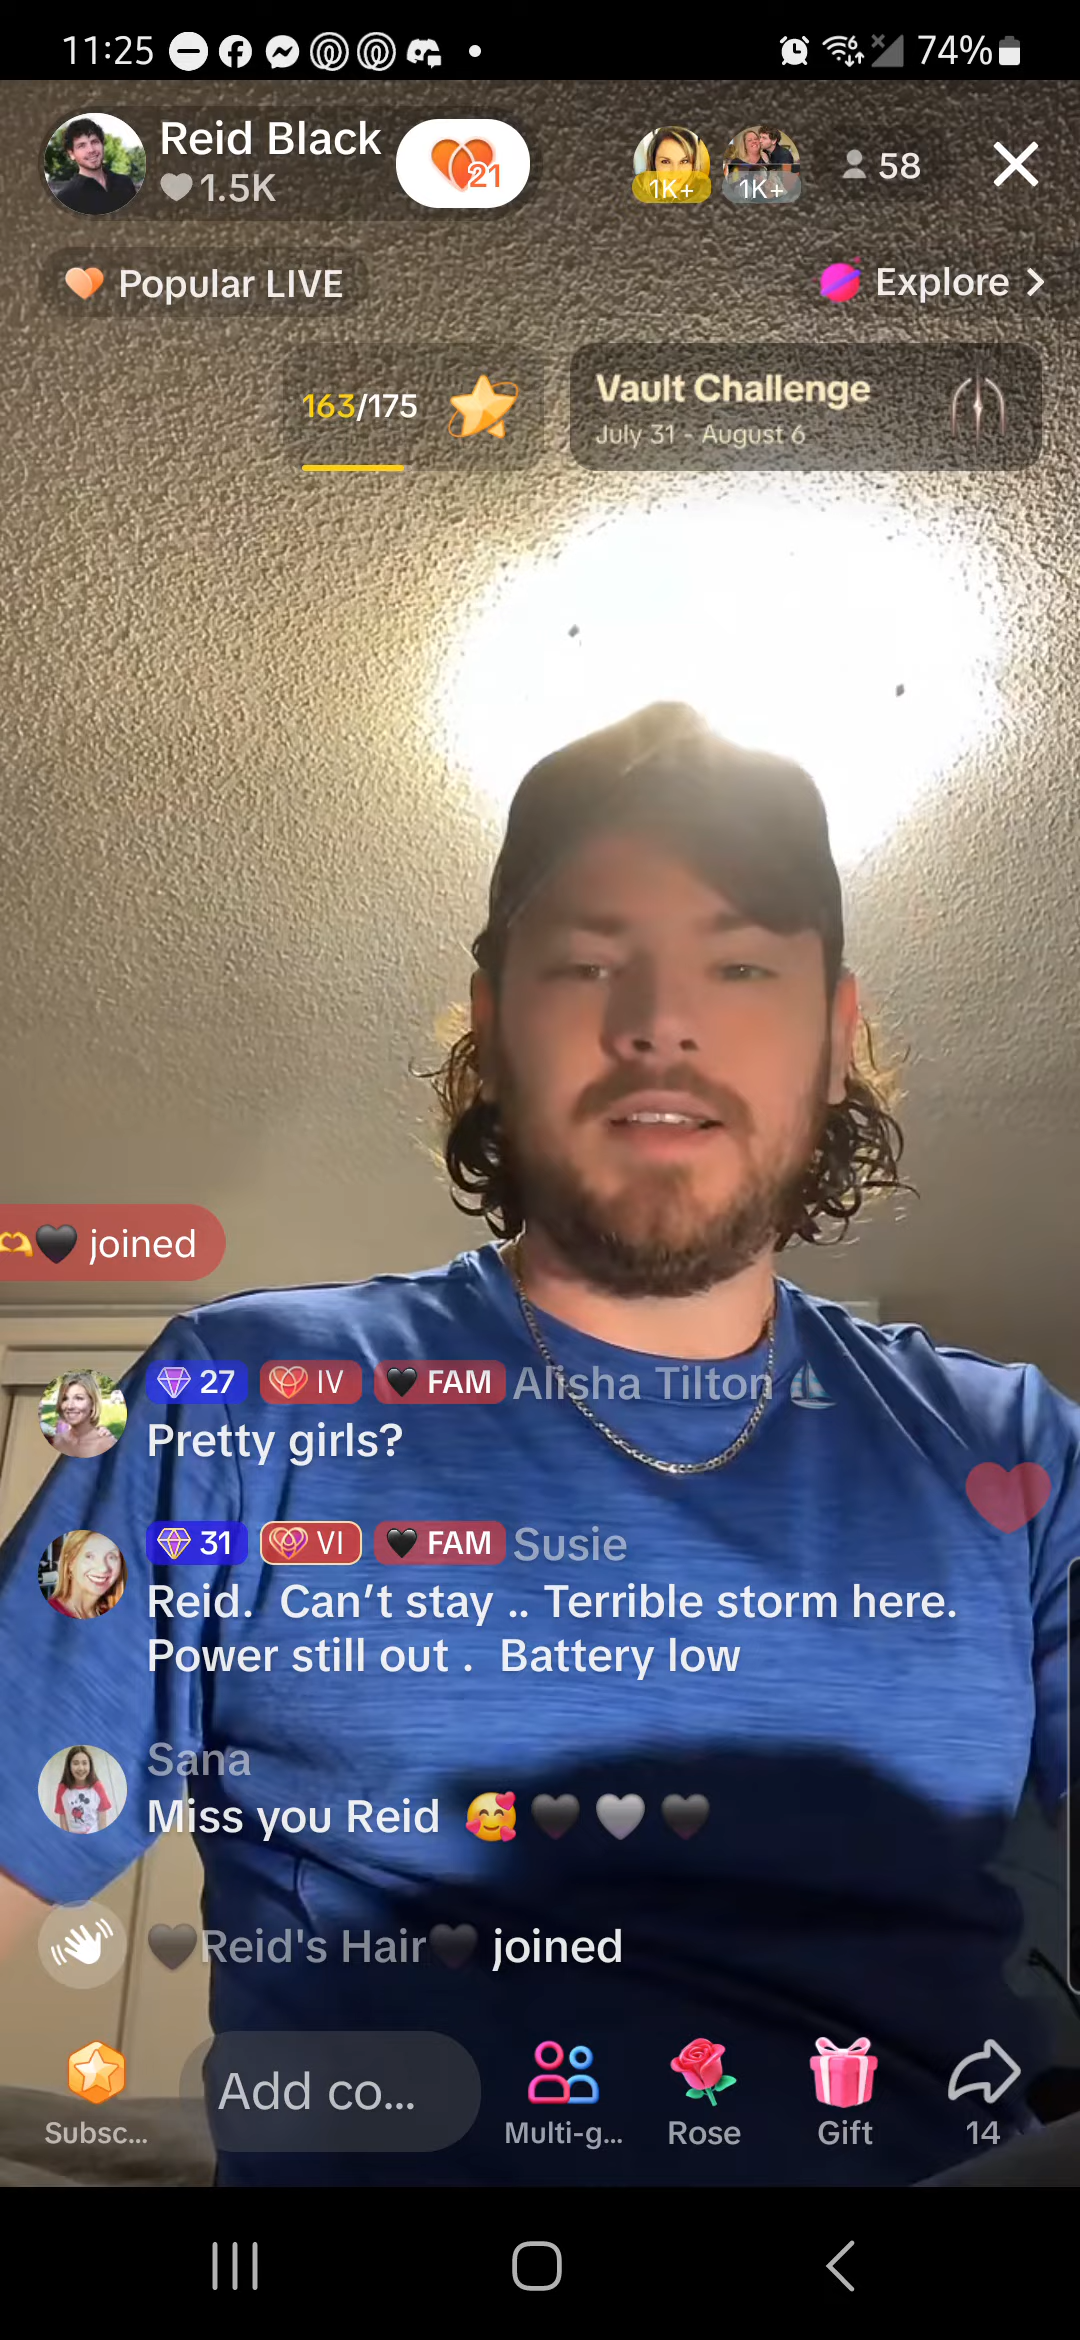 11:25
74%
Reid Black
1.5K
21
1K+
1K+
58
Popular LIVE
Explore
163/175
Vault Challenge
July 31 - August 6
joined
27 IV FAM Alisha Tilton
Pretty girls?
31 VI FAM Susie
Reid. Can't stay .. Terrible storm here.
Power still out . Battery low
Sana
Miss you Reid 🥰🖤🤍🖤
🖤Reid's Hair🖤 joined
Add co...
Subsc...
Multi-g...
Rose
Gift
14